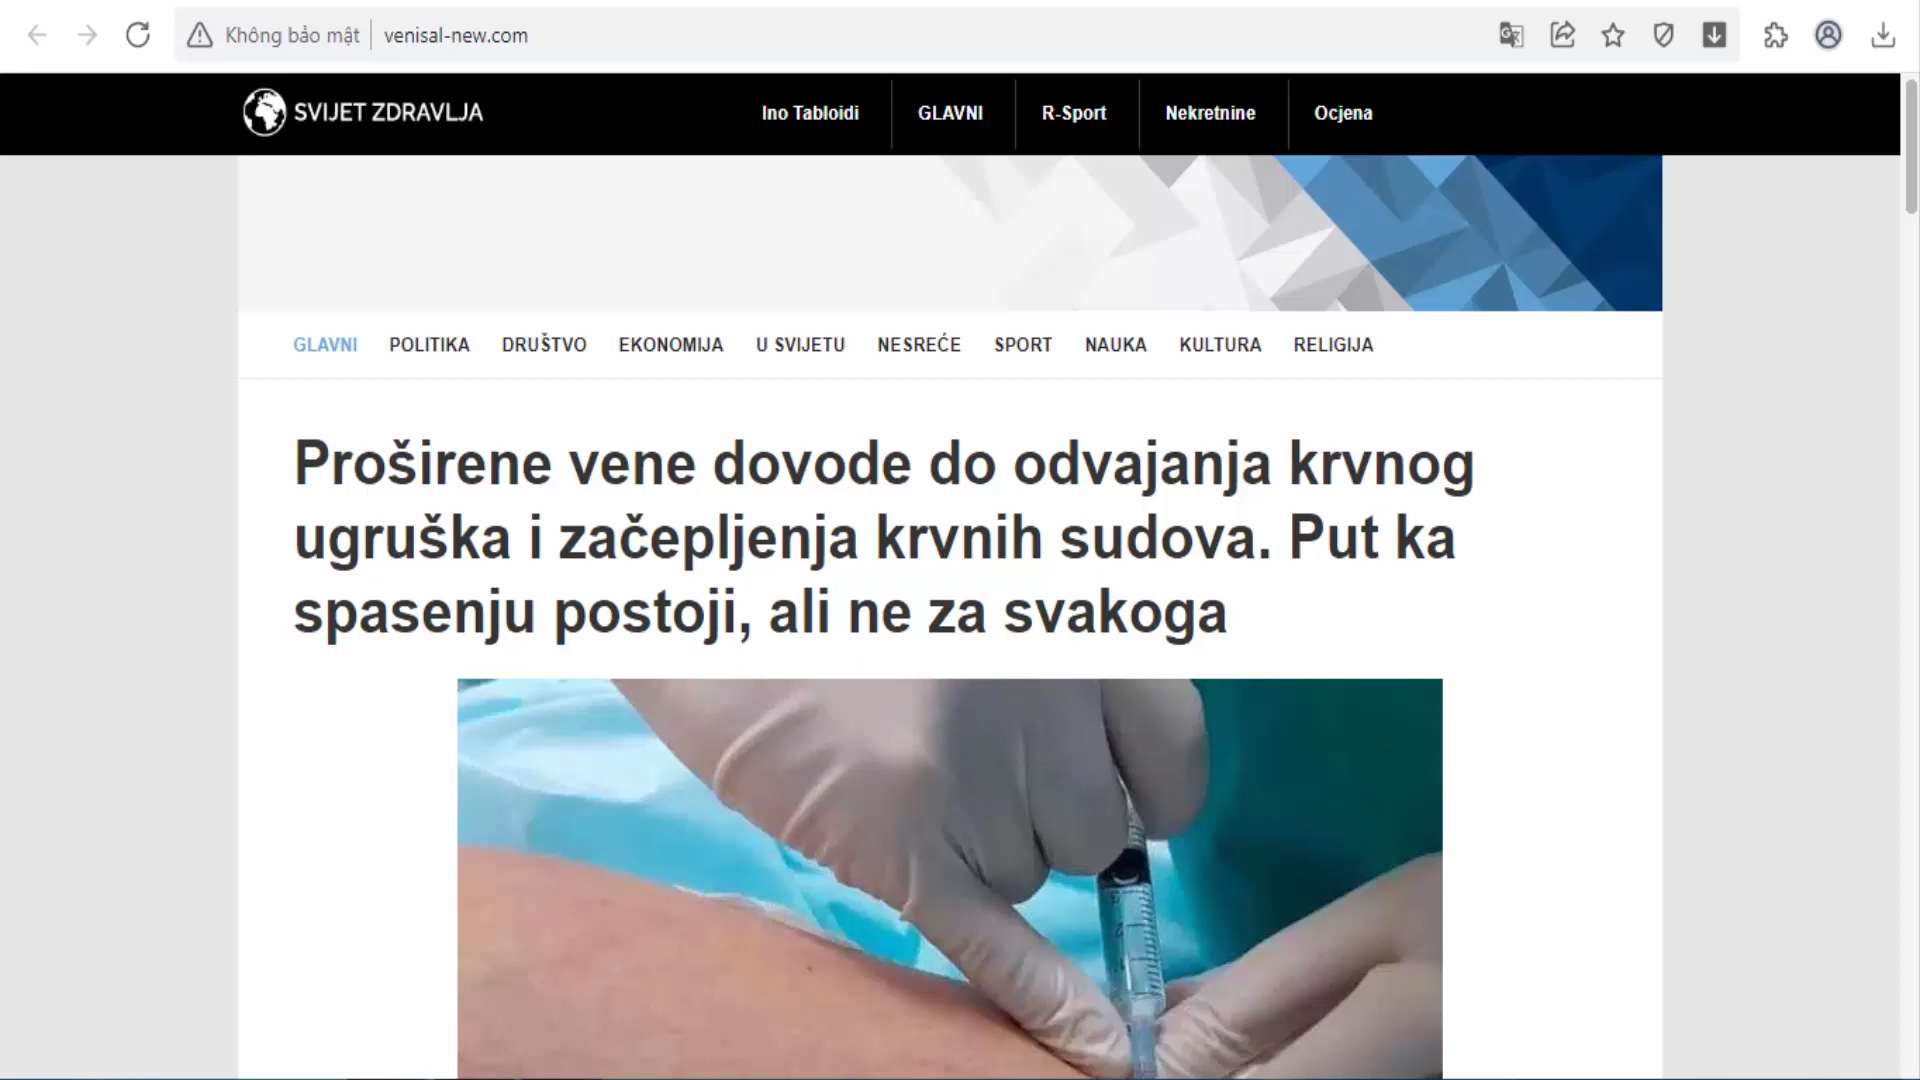 Không bảo mật venisal-new.com
SVIJET ZDRAVLJA
Ino Tabloidi GLAVNI R-Sport Nekretnine Ocjena
GLAVNI POLITIKA DRUŠTVO EKONOMIJA U SVIJETU NESREĆE SPORT NAUKA KULTURA RELIGIJA
Proširene vene dovode do odvajanja krvnog
ugruška i začepljenja krvnih sudova. Put ka
spasenju postoji, ali ne za svakoga